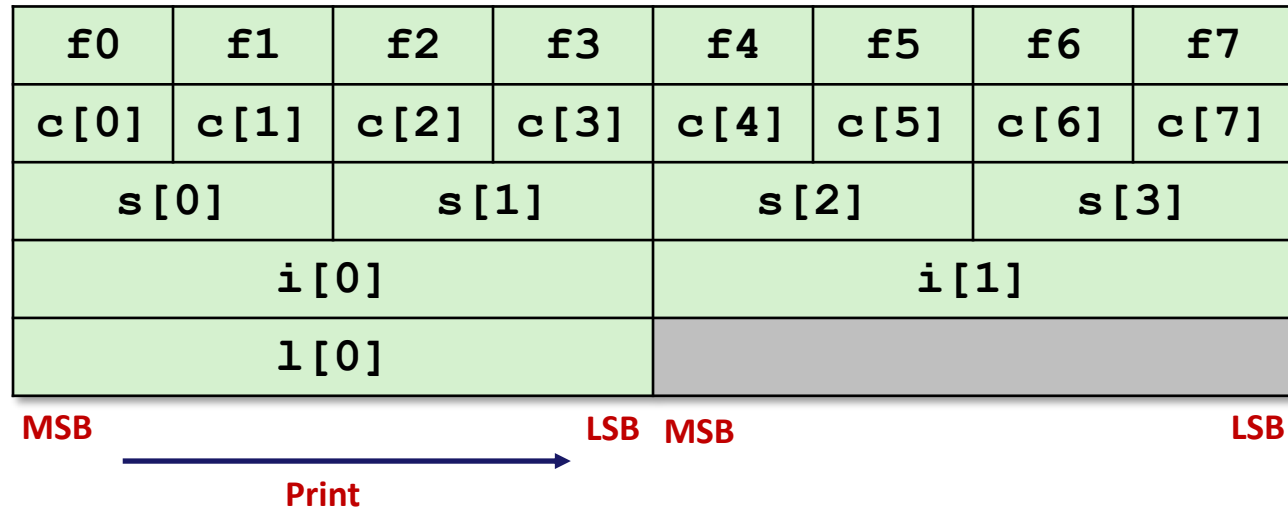 f0 f1 f2 f3 f4 f5 f6 f7
c[0] c[1] c[2] c[3] c[4] c[5] c[6] c[7]
s[0] s[1] s[2] s[3]
i[0] i[1]
l[0]
MSB LSB MSB LSB
Print